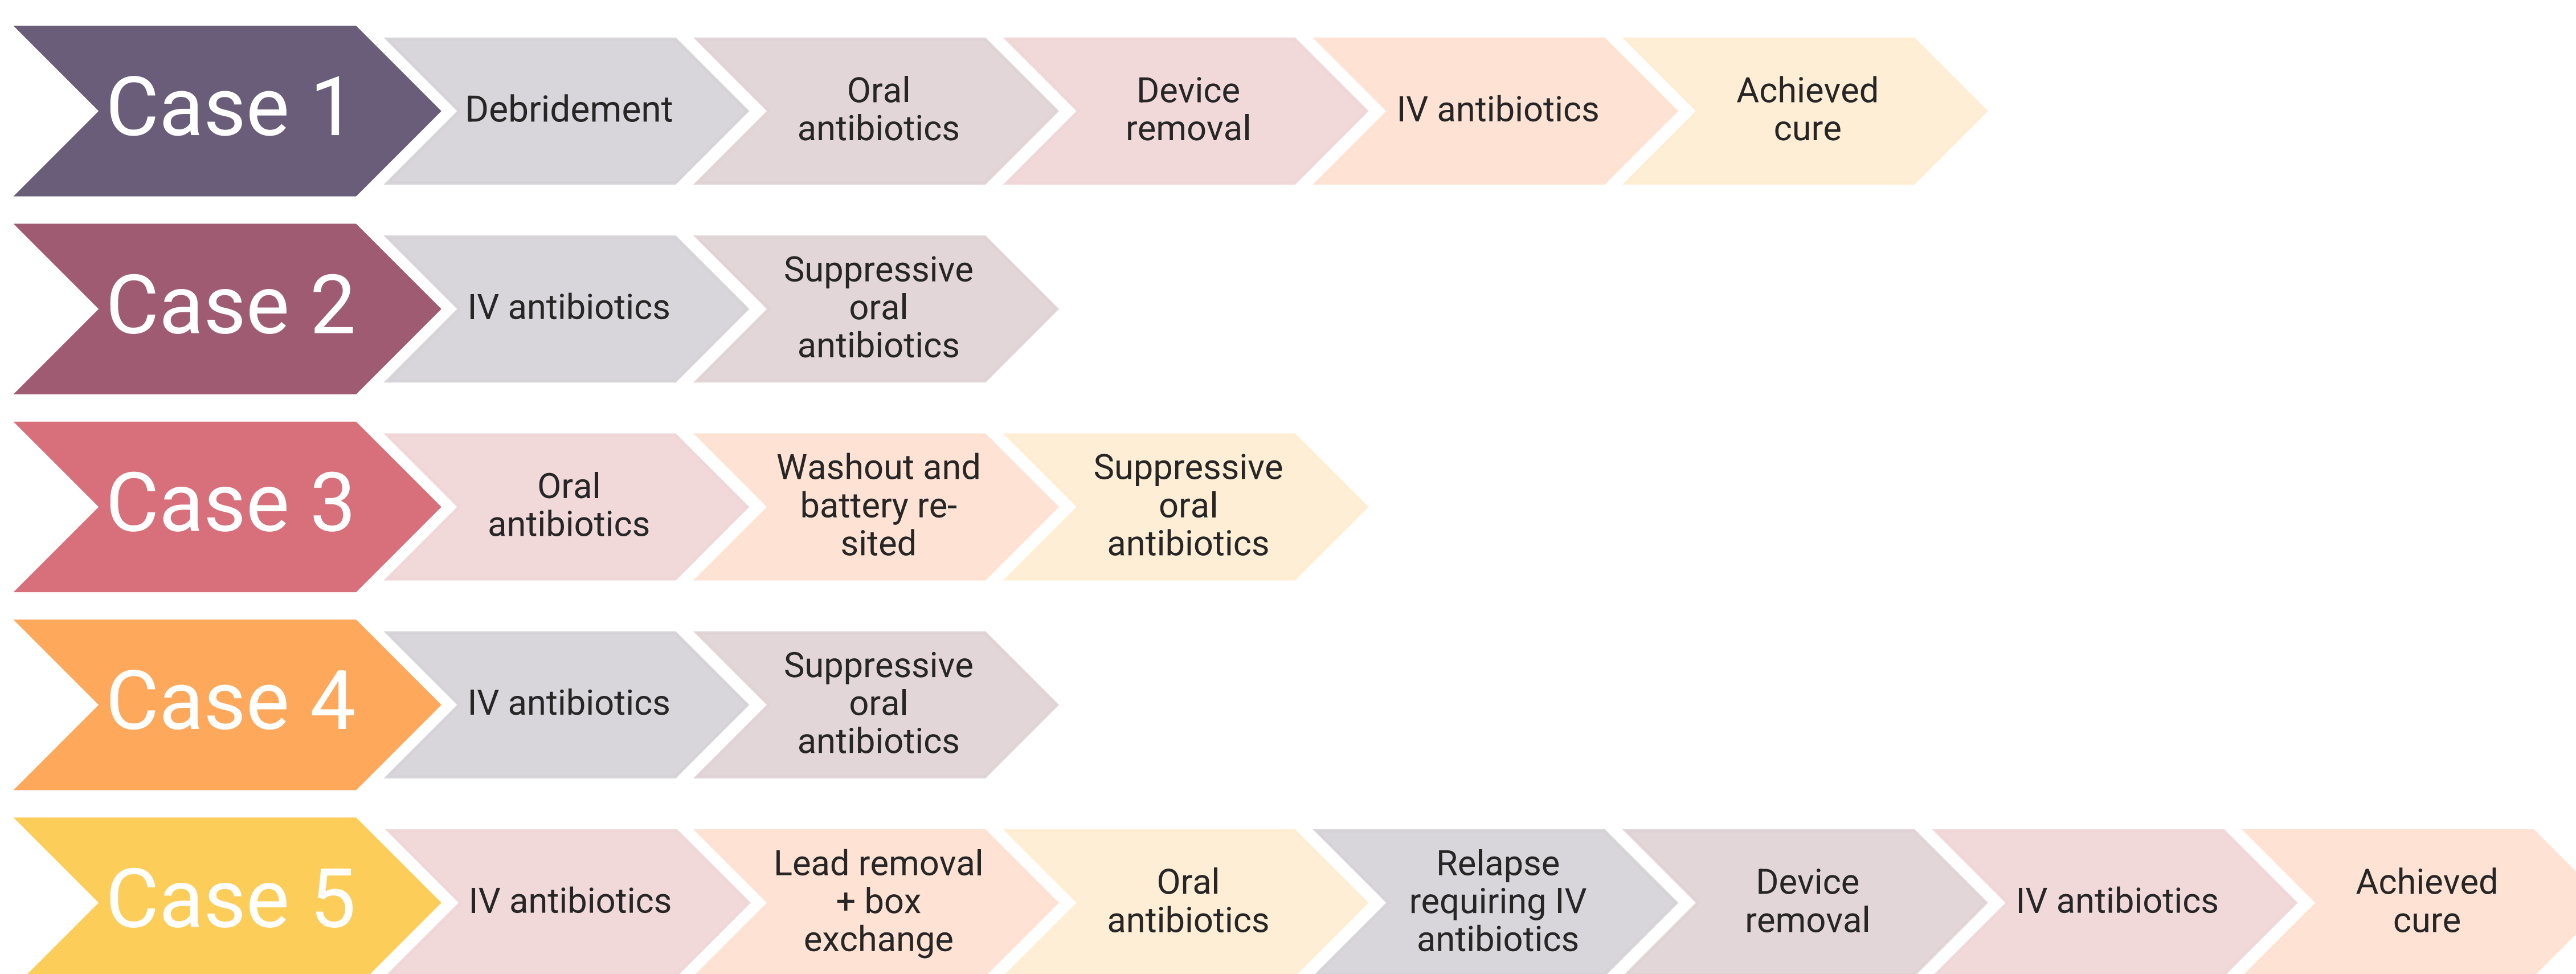 Case 1
Debridement
Oral
antibiotics
Device
removal
IV antibiotics
Achieved
cure
Case 2
IV antibiotics
Suppressive
oral
antibiotics
Case 3
Oral
antibiotics
Washout and
battery re-
sited
Suppressive
oral
antibiotics
Case 4
IV antibiotics
Suppressive
oral
antibiotics
Case 5
IV antibiotics
Lead removal
+ box
exchange
Oral
antibiotics
Relapse
requiring IV
antibiotics
Device
removal
IV antibiotics
Achieved
cure